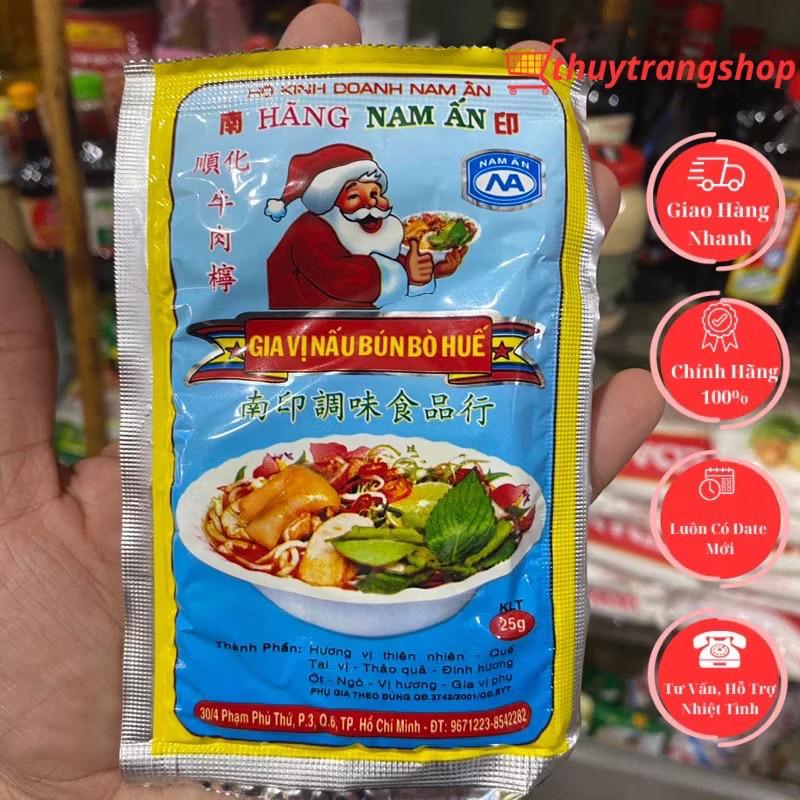 thuytrangshop
HỘ KINH DOANH NAM ẤN
南 HÃNG NAM ẤN 印
NAM ẤN
NA
順化
牛
肉
檸
GIA VỊ NẤU BÚN BÒ HUẾ
南印調味食品行
KLT
25g
Thành Phần: Hương vị thiên nhiên - Quế
Tai vị - Thảo quả - Đinh hương
Ớt - Ngò - Vị hương - Gia vị phụ
PHỤ GIA THEO ĐÚNG QĐ.3742/2001/QĐ.BYT.
30/4 Phạm Phú Thứ, P.3, Q.6, TP. Hồ Chí Minh - ĐT: 9671223-8542262
Giao Hàng
Nhanh
Chính Hãng
100%
Luôn Có Date
Mới
Tư Vấn, Hỗ Trợ
Nhiệt Tình